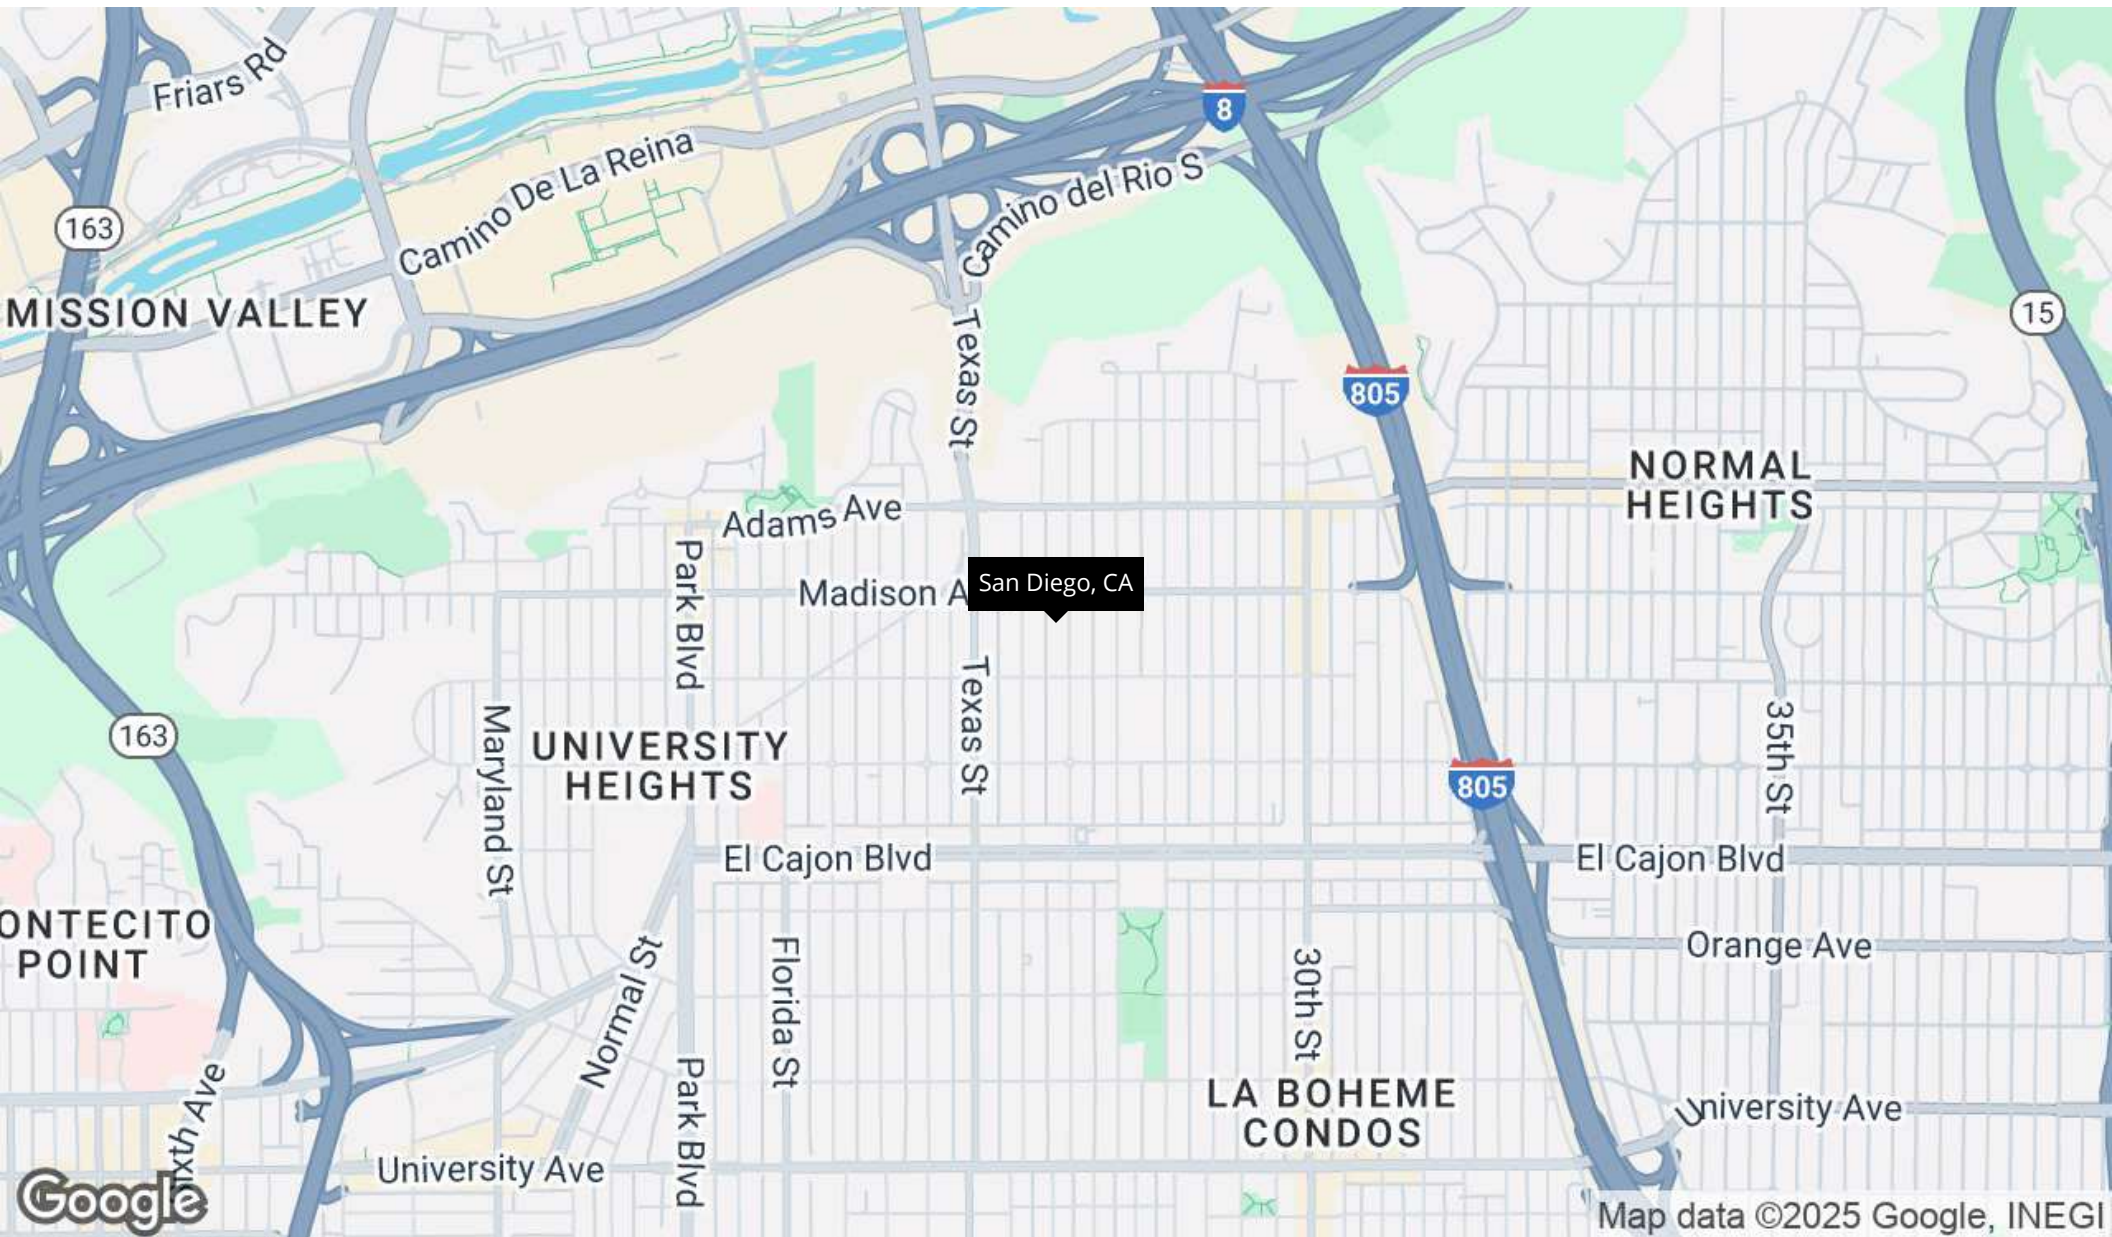 Friars Rd
8
Camino De La Reina
Camino del Rio S
163
MISSION VALLEY
15
Texas St
805
NORMAL
HEIGHTS
Adams Ave
Park Blvd
San Diego, CA
Madison A
163
Maryland St
UNIVERSITY
HEIGHTS
Texas St
35th St
805
El Cajon Blvd
El Cajon Blvd
ONTECITO
POINT
Normal St
Florida St
30th St
Orange Ave
Sixth Ave
Park Blvd
LA BOHEME
CONDOS
University Ave
University Ave
Google
Map data ©2025 Google, INEGI